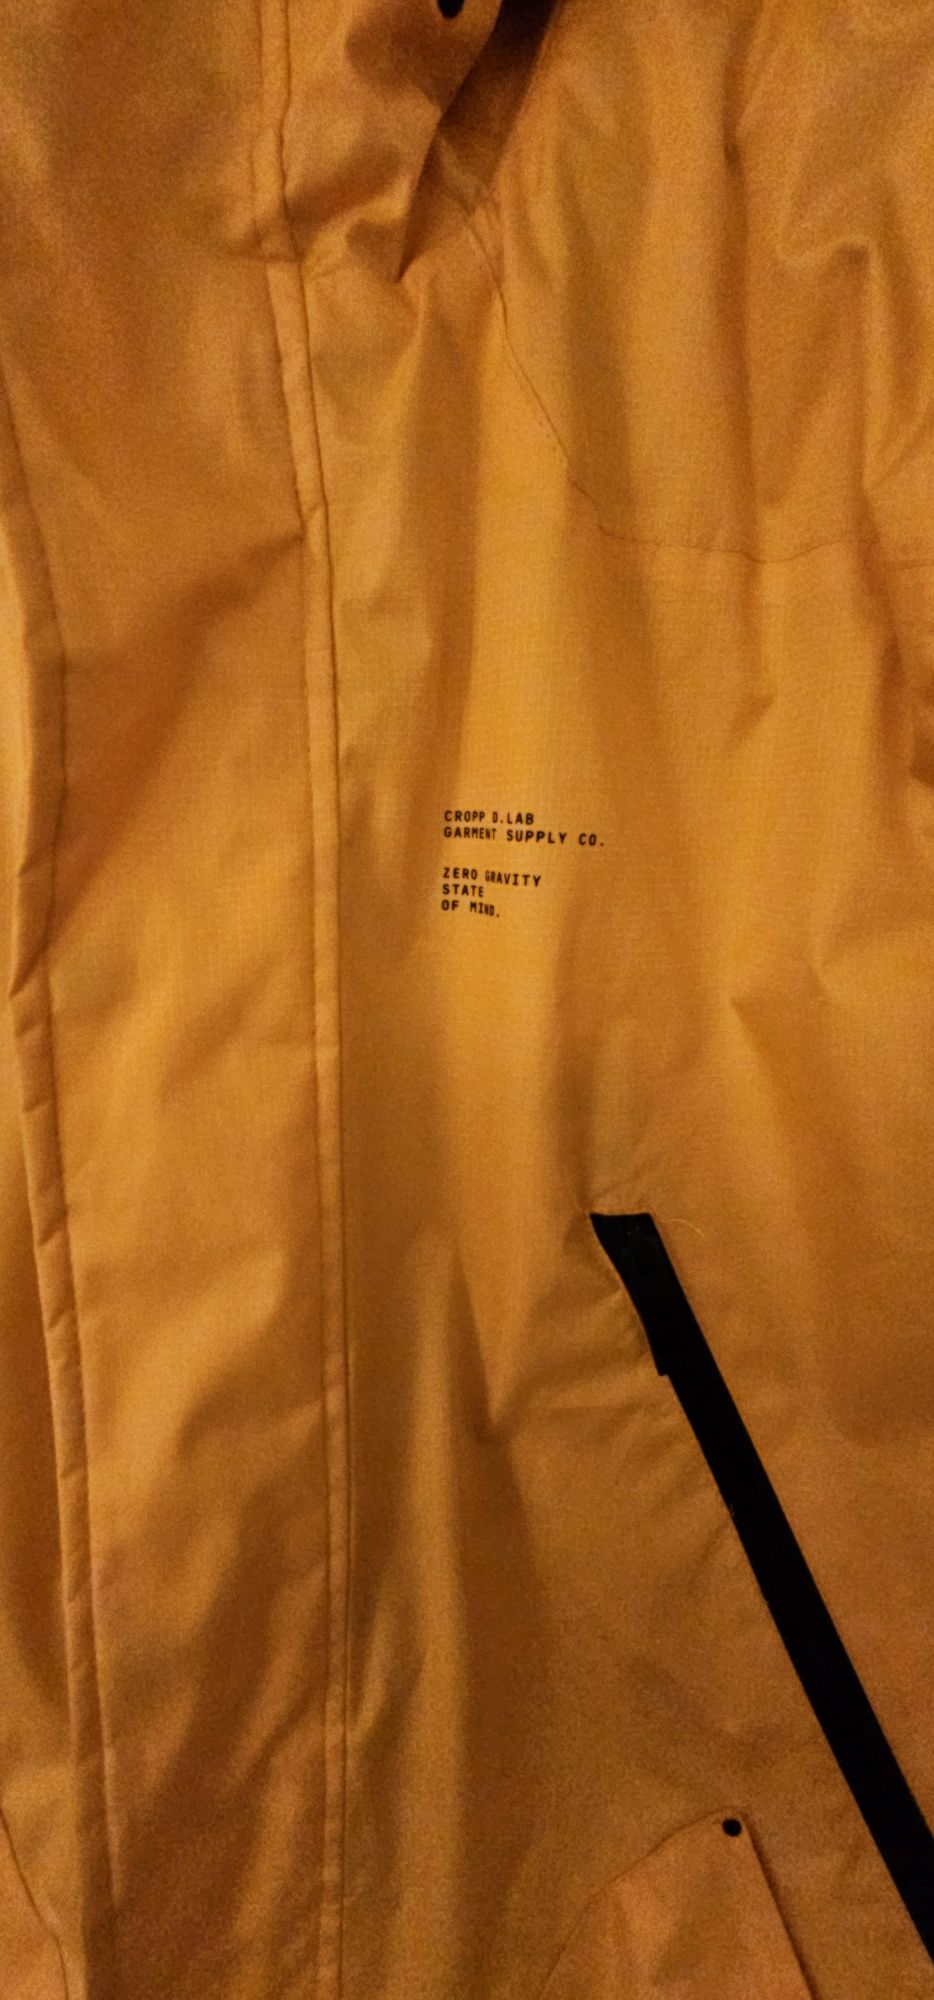 CROPP D.LAB
GARMENT SUPPLY CO.
ZERO GRAVITY
STATE
OF MIND.